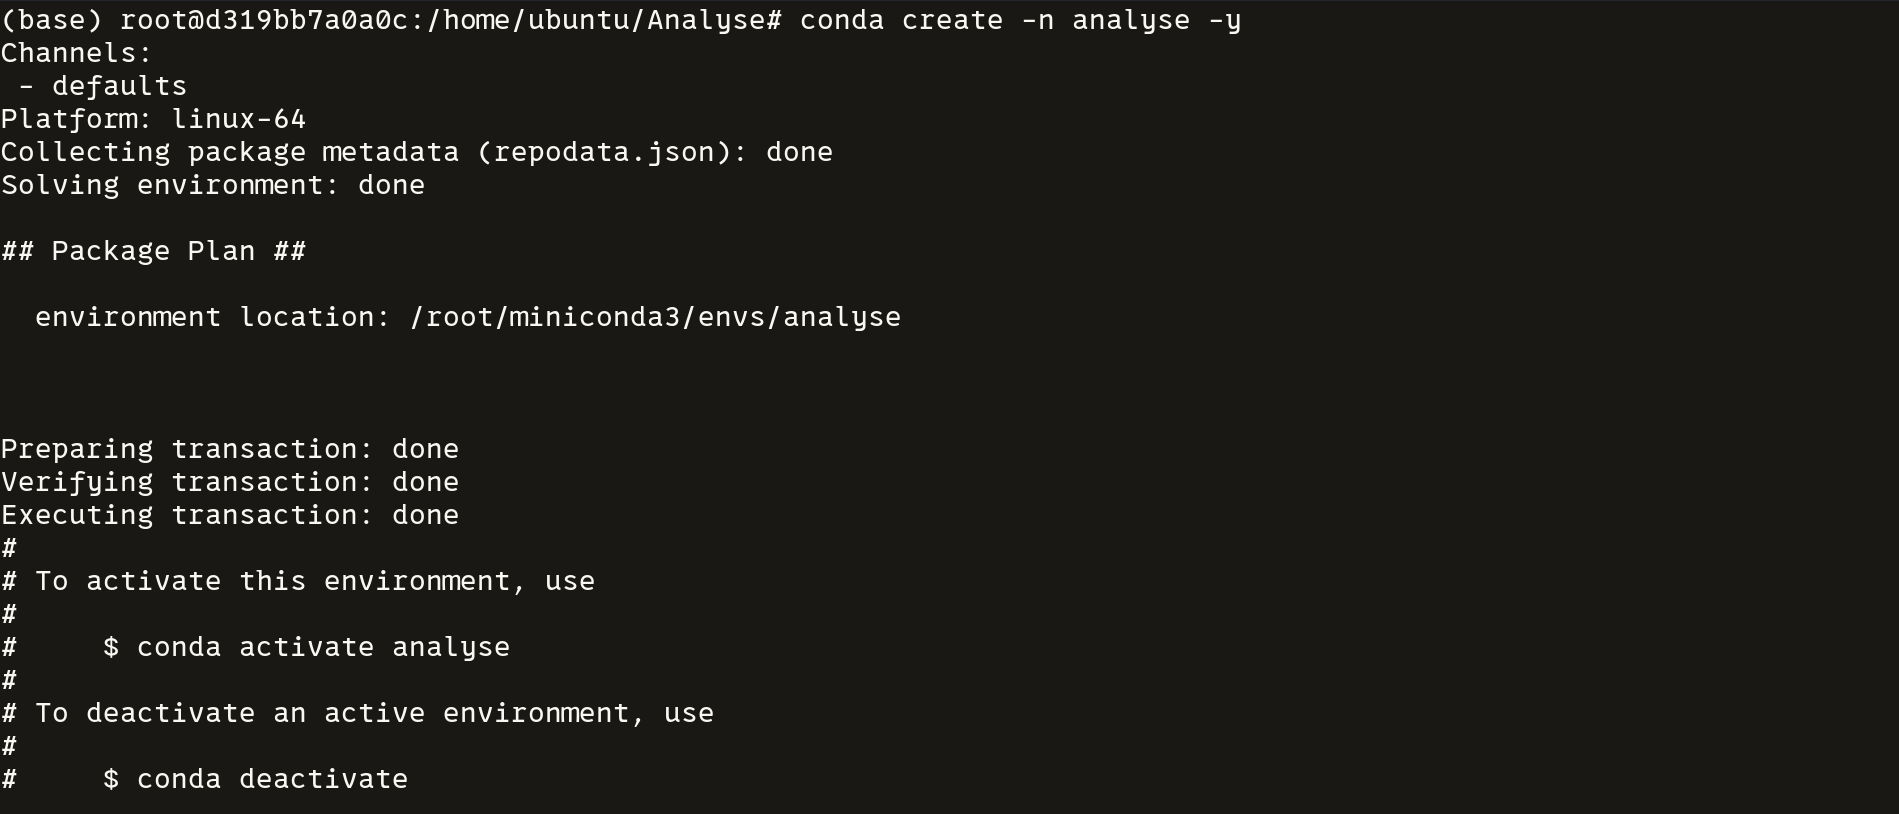 (base) root@d319bb7a0a0c:/home/ubuntu/Analyse# conda create -n analyse -y
Channels:
 - defaults
Platform: linux-64
Collecting package metadata (repodata.json): done
Solving environment: done

## Package Plan ##

  environment location: /root/miniconda3/envs/analyse



Preparing transaction: done
Verifying transaction: done
Executing transaction: done
#
# To activate this environment, use
#
#     $ conda activate analyse
#
# To deactivate an active environment, use
#
#     $ conda deactivate